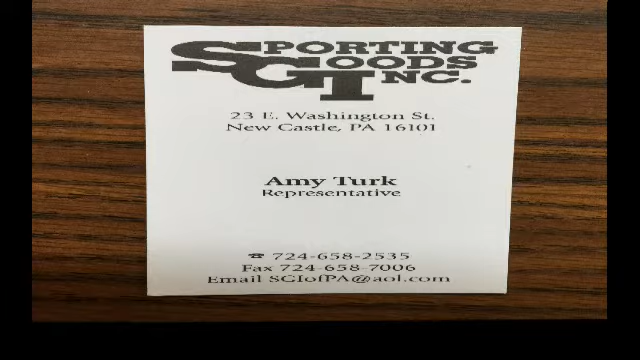 SPORTING
GOODS
INC.
23 E. Washington St.
New Castle, PA 16101
Amy Turk
Representative
☎ 724-658-2535
Fax 724-658-7006
Email SGIofPA@aol.com